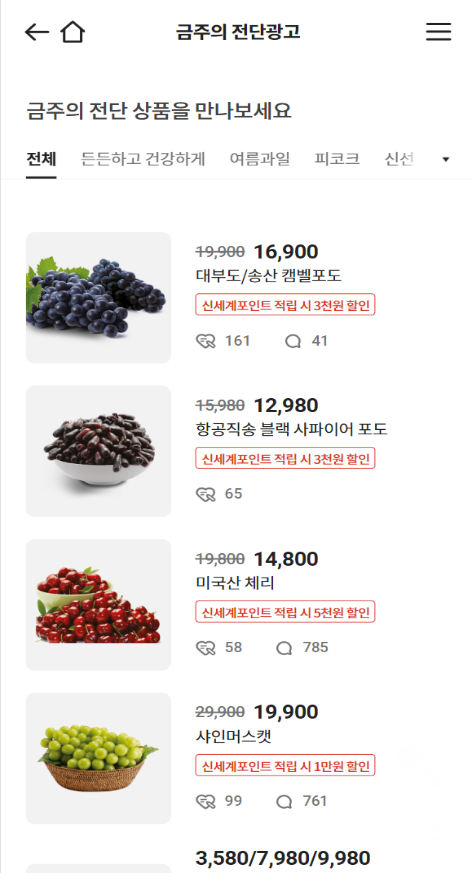 금주의 전단광고
금주의 전단 상품을 만나보세요
전체 든든하고 건강하게 여름과일 피코크 신선
19,900 16,900
대부도/송산 캠벨포도
신세계포인트 적립 시 3천원 할인
161 41
15,980 12,980
항공직송 블랙 사파이어 포도
신세계포인트 적립 시 3천원 할인
65
19,800 14,800
미국산 체리
신세계포인트 적립 시 5천원 할인
58 785
29,900 19,900
샤인머스캣
신세계포인트 적립 시 1만원 할인
99 761
3,580/7,980/9,980